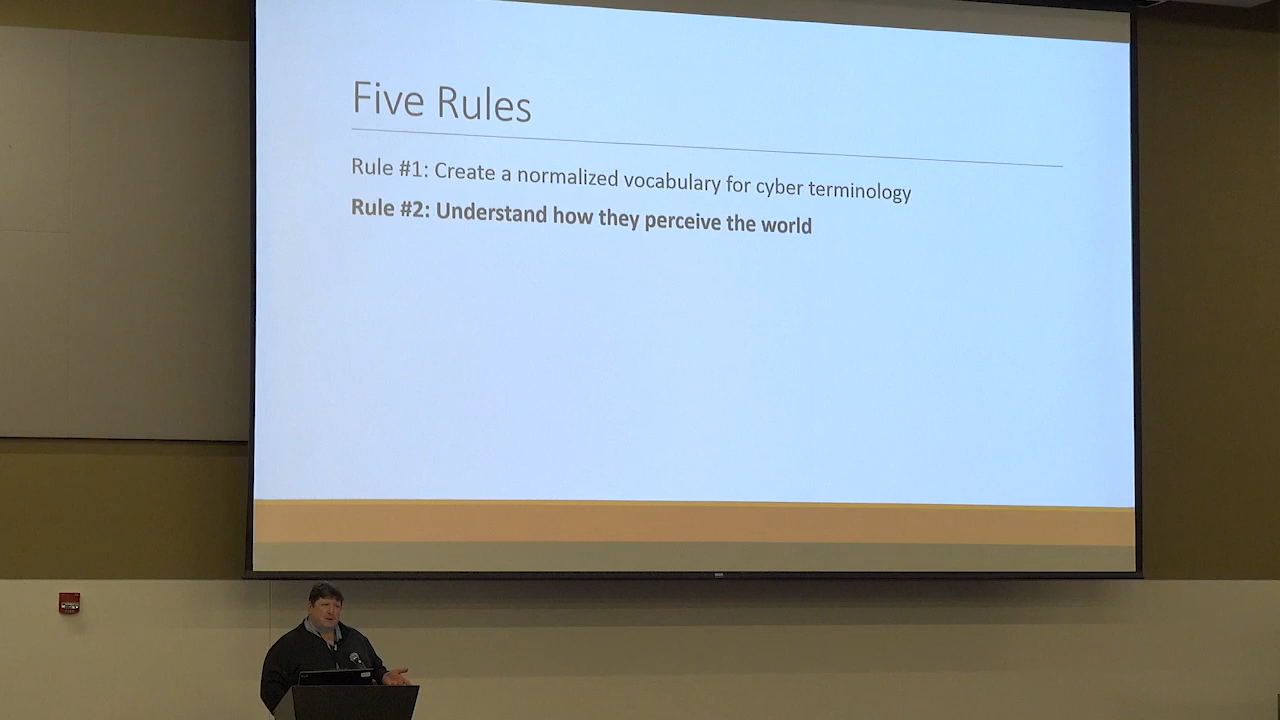 Five Rules
Rule #1: Create a normalized vocabulary for cyber terminology
Rule #2: Understand how they perceive the world